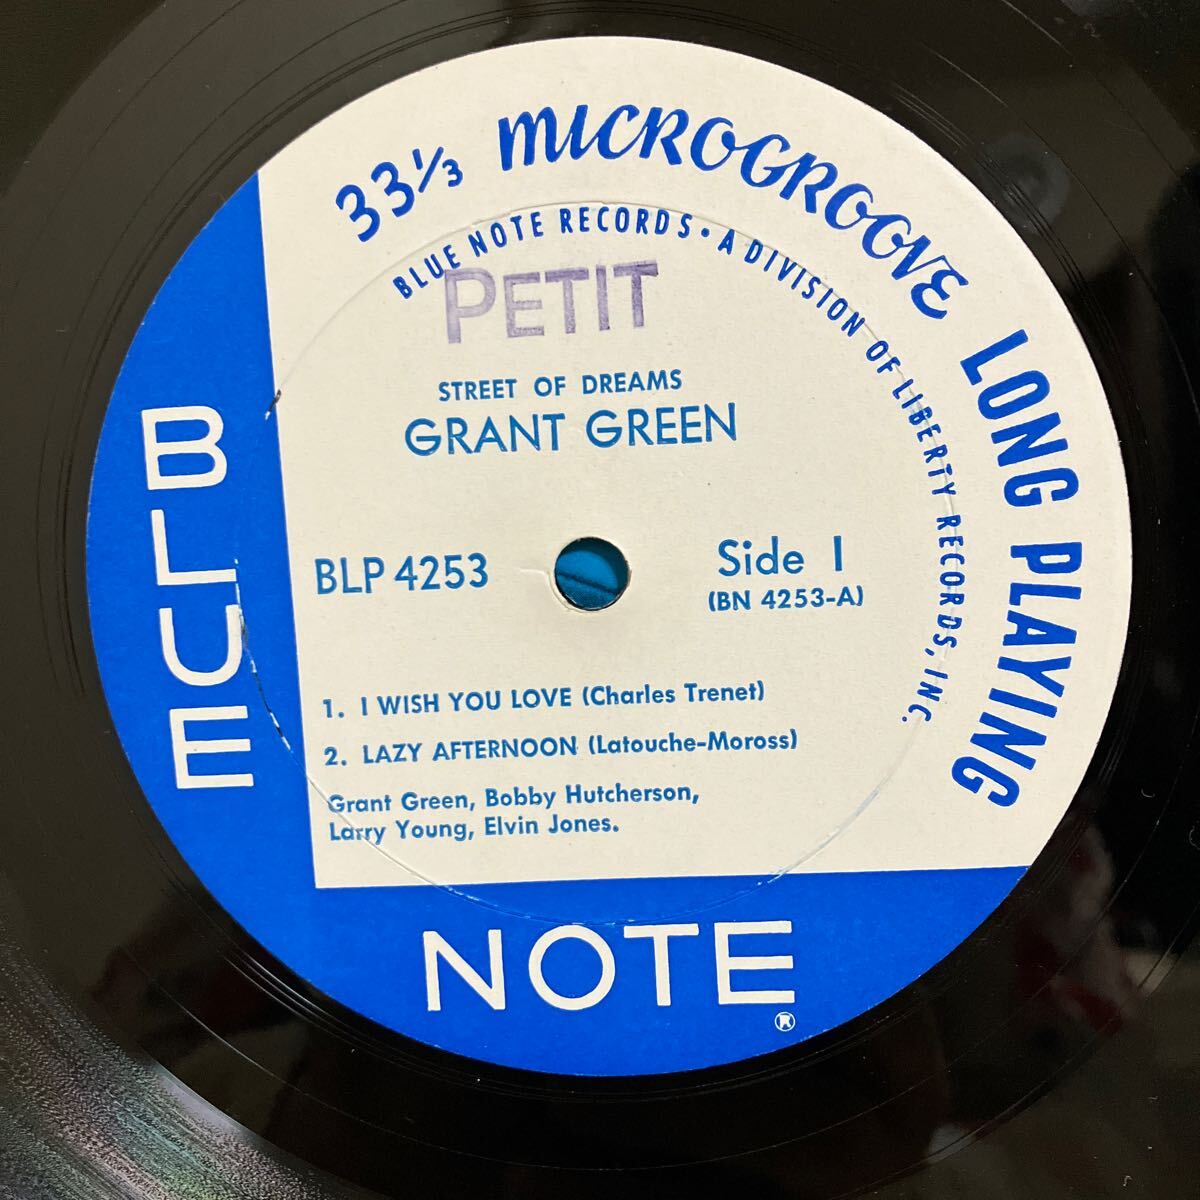 33⅓ MICROGROOVE LONG PLAYING
BLUE NOTE RECORDS • A DIVISION OF LIBERTY RECORDS, INC.
PETIT
STREET OF DREAMS
GRANT GREEN
BLP 4253
Side 1
(BN 4253-A)
1. I WISH YOU LOVE (Charles Trenet)
2. LAZY AFTERNOON (Latouche-Moross)
Grant Green, Bobby Hutcherson,
Larry Young, Elvin Jones.
BLUE
NOTE
®